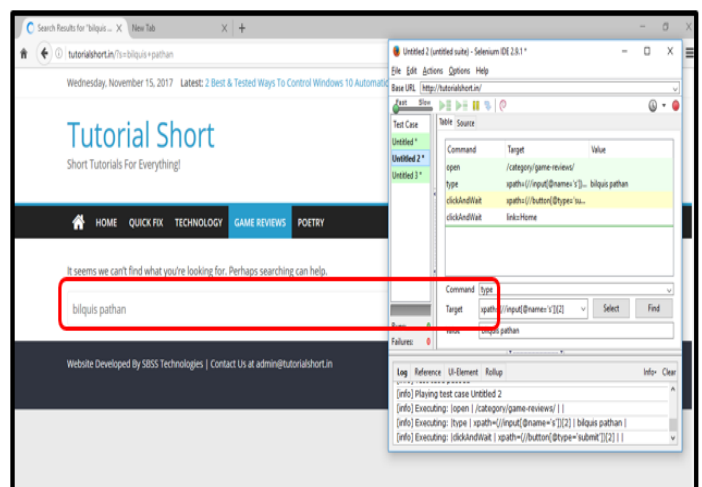 Search Results for "bilquis ... X New Tab X +
tutorialshort.in/?s=bilquis+pathan
Wednesday, November 15, 2017 Latest: 2 Best & Tested Ways To Control Windows 10 Automatic
Tutorial Short
Short Tutorials For Everything!
HOME QUICK FIX TECHNOLOGY GAME REVIEWS POETRY
It seems we can't find what you're looking for. Perhaps searching can help.
bilquis pathan
Website Developed By SBSS Technologies | Contact Us at admin@tutorialshort.in
Untitled 2 (untitled suite) - Selenium IDE 2.8.1 *
File Edit Actions Options Help
Base URL http://tutorialshort.in/
Fast Slow
Test Case
Untitled *
Untitled 2 *
Untitled 3 *
Table Source
Command Target Value
open /category/game-reviews/
type xpath=(//input[@name='s'])... bilquis pathan
clickAndWait xpath=(//button[@type='su...
clickAndWait link=Home
Command type
Target xpath=(//input[@name='s'])[2] Select Find
Value bilquis pathan
Runs: 0
Failures: 0
Log Reference UI-Element Rollup Info Clear
[info] Playing test case Untitled 2
[info] Executing: |open | /category/game-reviews/ | |
[info] Executing: |type | xpath=(//input[@name='s'])[2] | bilquis pathan |
[info] Executing: |clickAndWait | xpath=(//button[@type='submit'])[2] | |